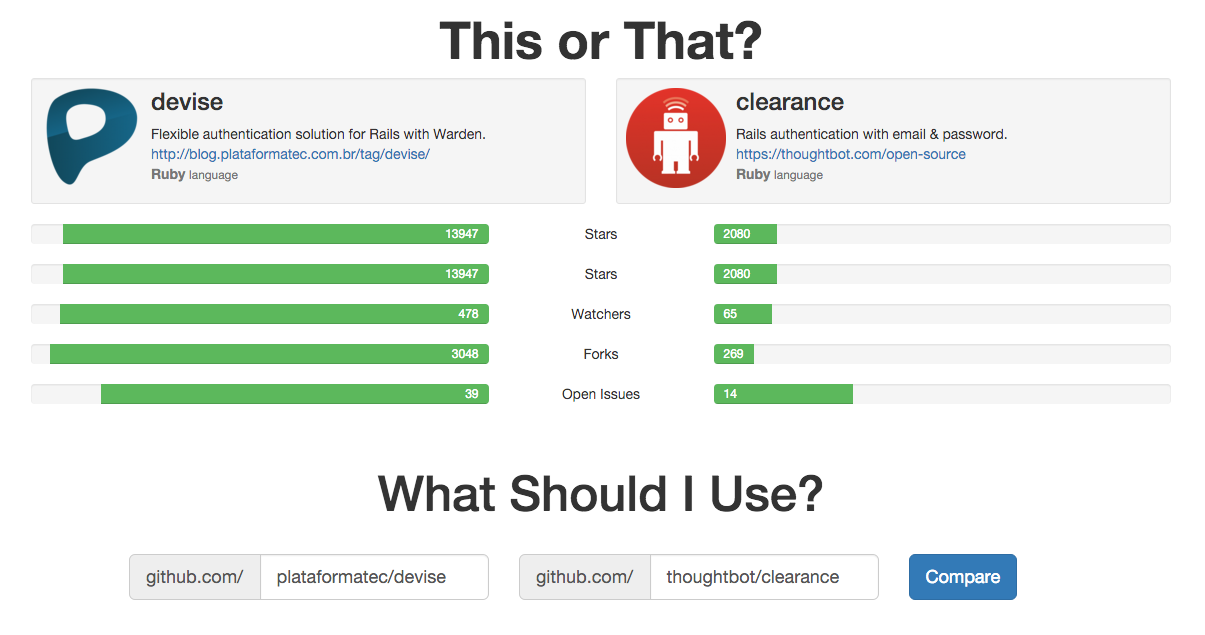 This or That?
devise
Flexible authentication solution for Rails with Warden.
http://blog.plataformatec.com.br/tag/devise/
Ruby language
clearance
Rails authentication with email & password.
https://thoughtbot.com/open-source
Ruby language
13947 Stars 2080
13947 Stars 2080
478 Watchers 65
3048 Forks 269
39 Open Issues 14
What Should I Use?
github.com/ plataformatec/devise github.com/ thoughtbot/clearance Compare